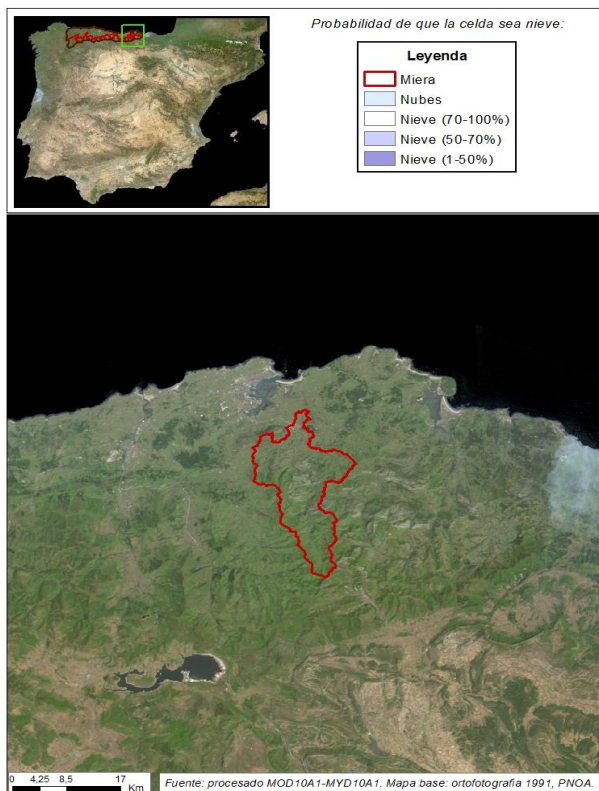 Probabilidad de que la celda sea nieve:
Leyenda
Miera
Nubes
Nieve (70-100%)
Nieve (50-70%)
Nieve (1-50%)
0 4,25 8,5 17
Km
Fuente: procesado MOD10A1-MYD10A1. Mapa base: ortofotografia 1991, PNOA.